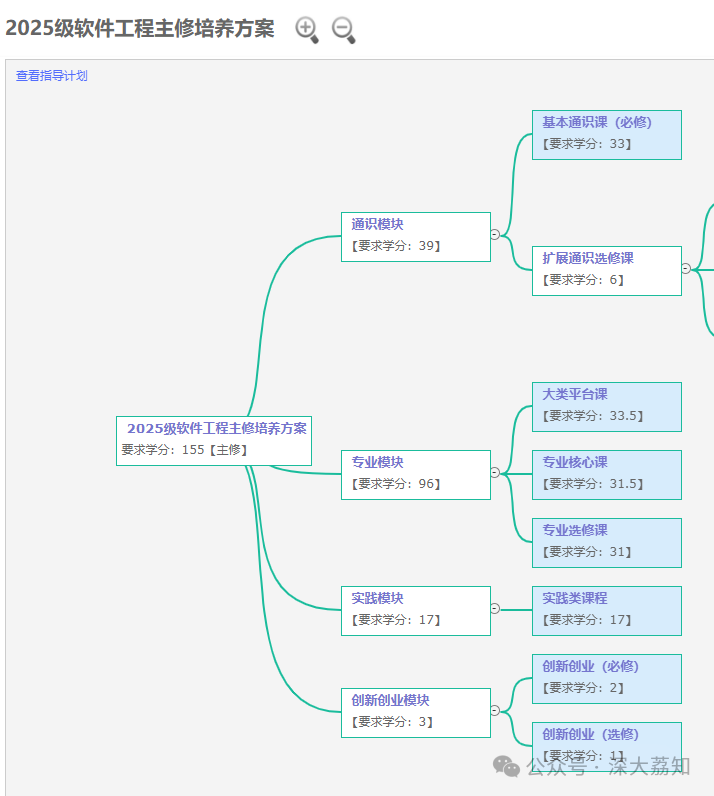 2025级软件工程主修培养方案
查看指导计划
基本通识课（必修）
【要求学分：33】
通识模块
【要求学分：39】
扩展通识选修课
【要求学分：6】
大类平台课
【要求学分：33.5】
2025级软件工程主修培养方案
要求学分：155【主修】
专业模块
【要求学分：96】
专业核心课
【要求学分：31.5】
专业选修课
【要求学分：31】
实践模块
【要求学分：17】
实践类课程
【要求学分：17】
创新创业（必修）
【要求学分：2】
创新创业模块
【要求学分：3】
创新创业（选修）
【要求学分：1】
公众号 · 深大荔知